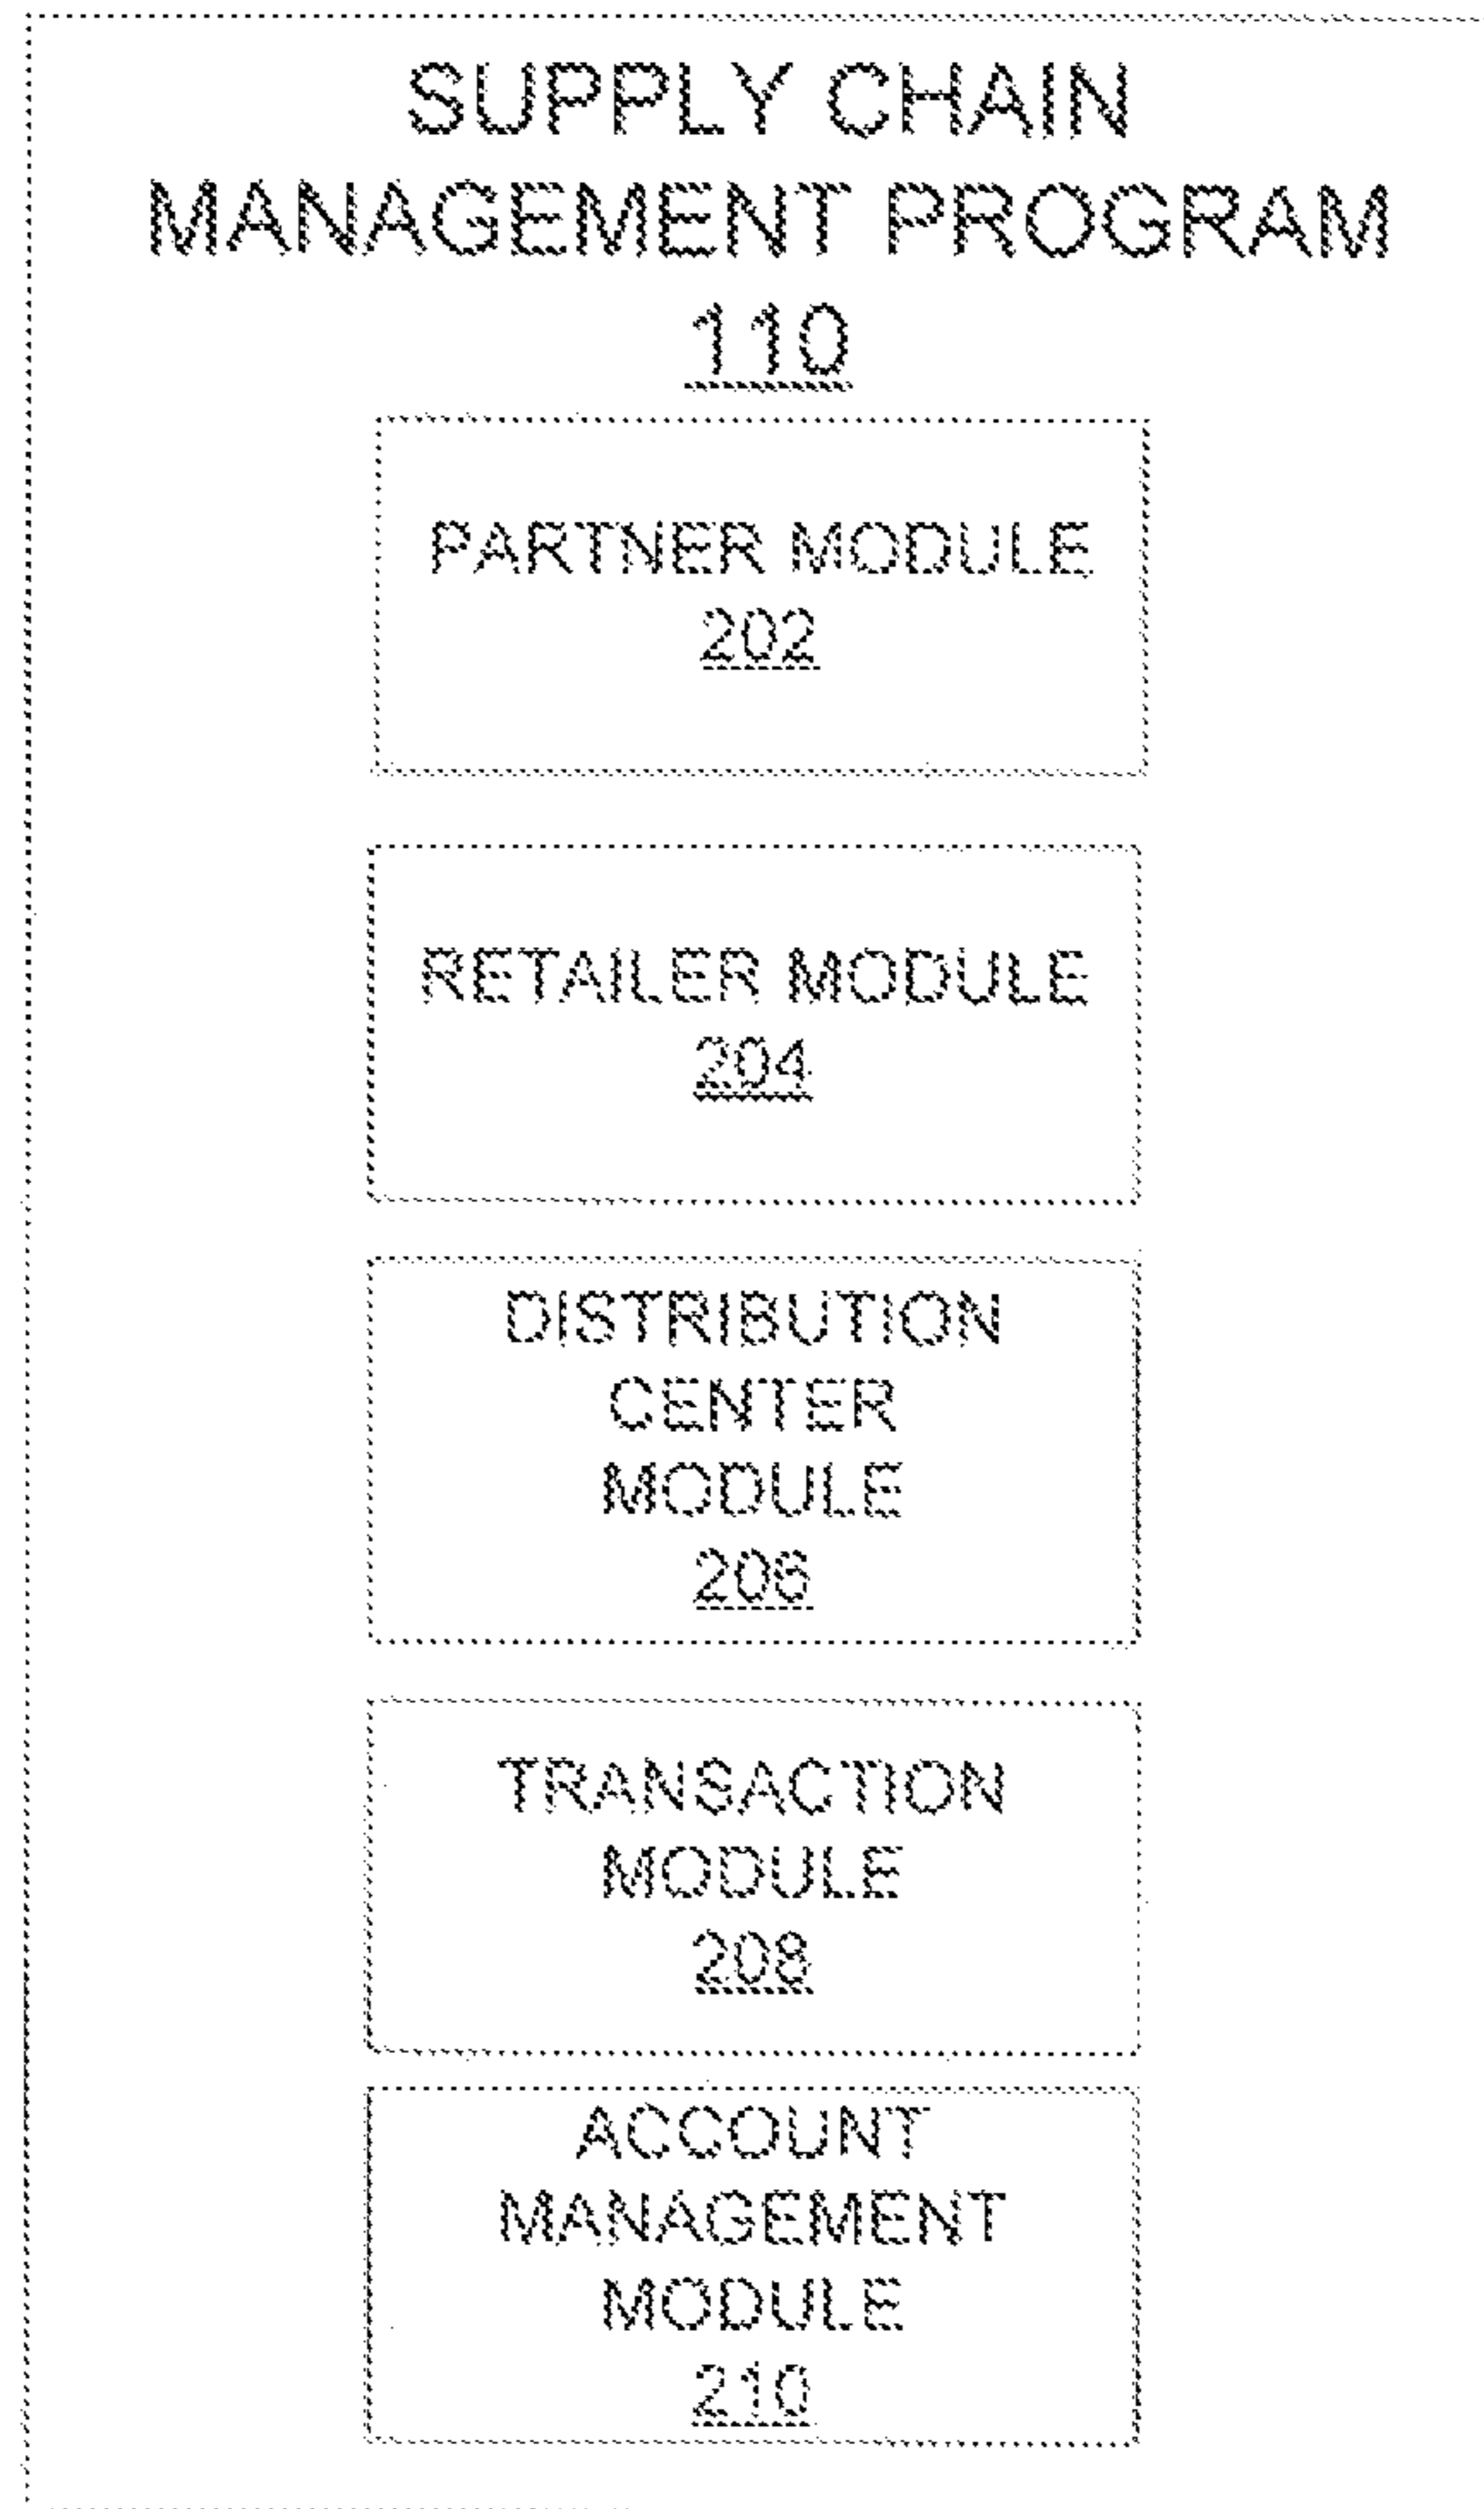 SUPPLY CHAIN
MANAGEMENT PROGRAM
110
PARTNER MODULE
202
RETAILER MODULE
204
DISTRIBUTION
CENTER
MODULE
206
TRANSACTION
MODULE
208
ACCOUNT
MANAGEMENT
MODULE
210